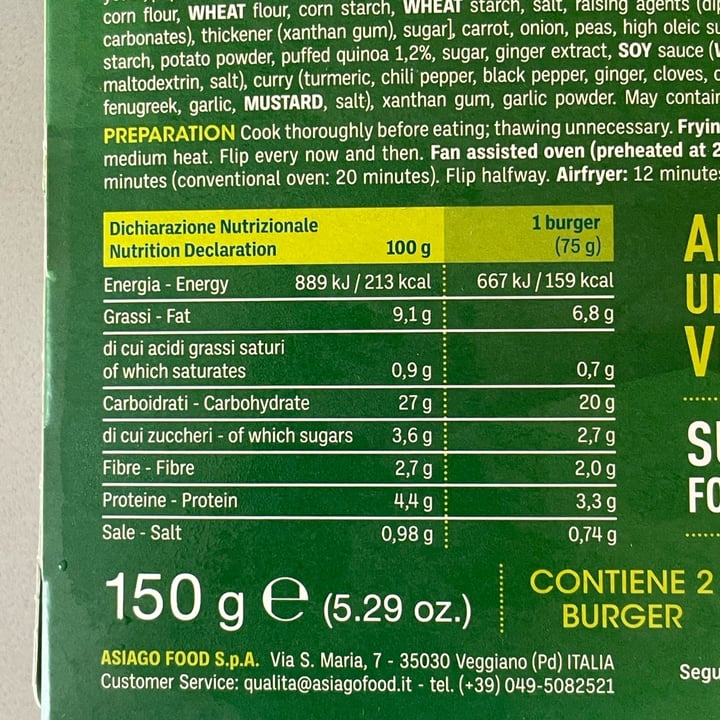 corn flour, WHEAT flour, corn starch, WHEAT starch, salt, raising agents
carbonates), thickener (xanthan gum), sugar], carrot, onion, peas, high oleic
starch, potato powder, puffed quinoa 1,2%, sugar, ginger extract, SOY sauce
maltodextrin, salt), curry (turmeric, chili pepper, black pepper, ginger, cloves,
fenugreek, garlic, MUSTARD, salt), xanthan gum, garlic powder. May contain
PREPARATION Cook thoroughly before eating; thawing unnecessary.
medium heat. Flip every now and then. Fan assisted oven (preheated at 2
minutes (conventional oven: 20 minutes). Flip halfway. Airfryer: 12 minutes
Dichiarazione Nutrizionale
Nutrition Declaration 100 g 1 burger (75 g)
Energia - Energy 889 kJ / 213 kcal 667 kJ / 159 kcal
Grassi - Fat 9,1 g 6,8 g
di cui acidi grassi saturi
of which saturates 0,9 g 0,7 g
Carboidrati - Carbohydrate 27 g 20 g
di cui zuccheri - of which sugars 3,6 g 2,7 g
Fibre - Fibre 2,7 g 2,0 g
Proteine - Protein 4,4 g 3,3 g
Sale - Salt 0,98 g 0,74 g
150 g e (5.29 oz.)
CONTIENE 2
BURGER
ASIAGO FOOD S.p.A. Via S. Maria, 7 - 35030 Veggiano (Pd) ITALIA
Customer Service: qualita@asiagofood.it - tel. (+39) 049-5082521